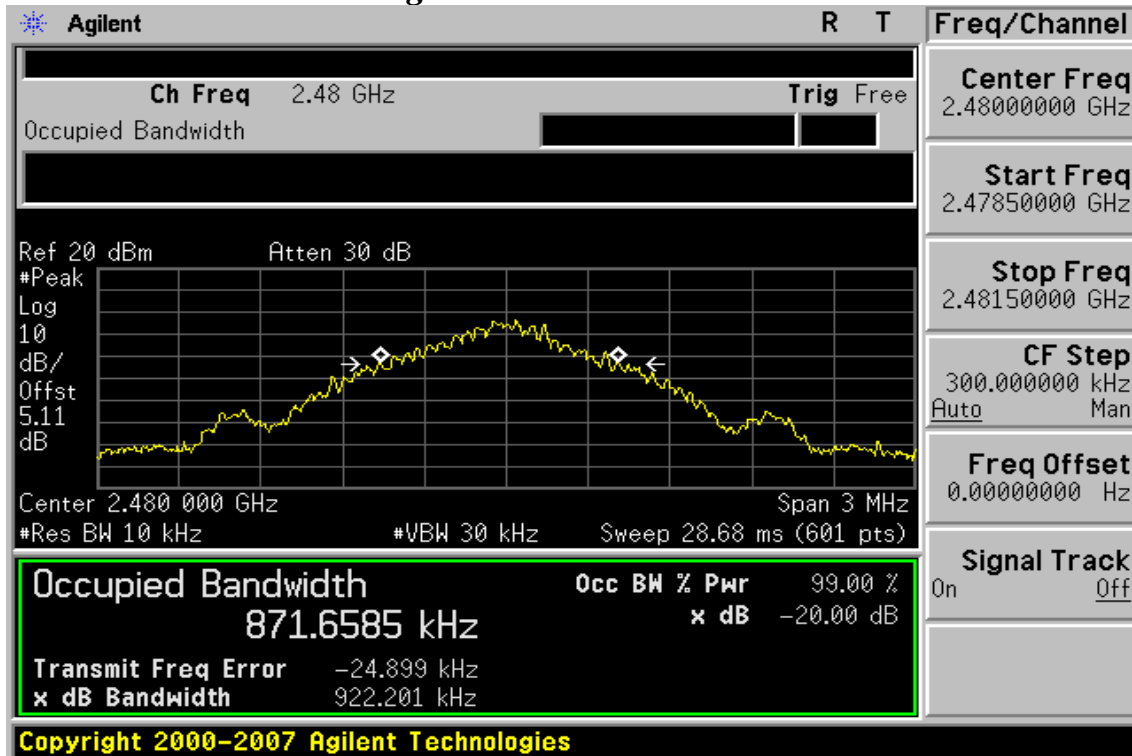 Agilent R T
Freq/Channel
Ch Freq 2.48 GHz Trig Free
Occupied Bandwidth
Center Freq
2.48000000 GHz
Start Freq
2.47850000 GHz
Stop Freq
2.48150000 GHz
CF Step
300.000000 kHz
Auto Man
Freq Offset
0.00000000 Hz
Signal Track
On Off
Ref 20 dBm Atten 30 dB
#Peak
Log
10
dB/
Offst
5.11
dB
Center 2.480 000 GHz Span 3 MHz
#Res BW 10 kHz #VBW 30 kHz Sweep 28.68 ms (601 pts)
Occupied Bandwidth
871.6585 kHz
Occ BW % Pwr 99.00 %
x dB -20.00 dB
Transmit Freq Error -24.899 kHz
x dB Bandwidth 922.201 kHz
Copyright 2000-2007 Agilent Technologies